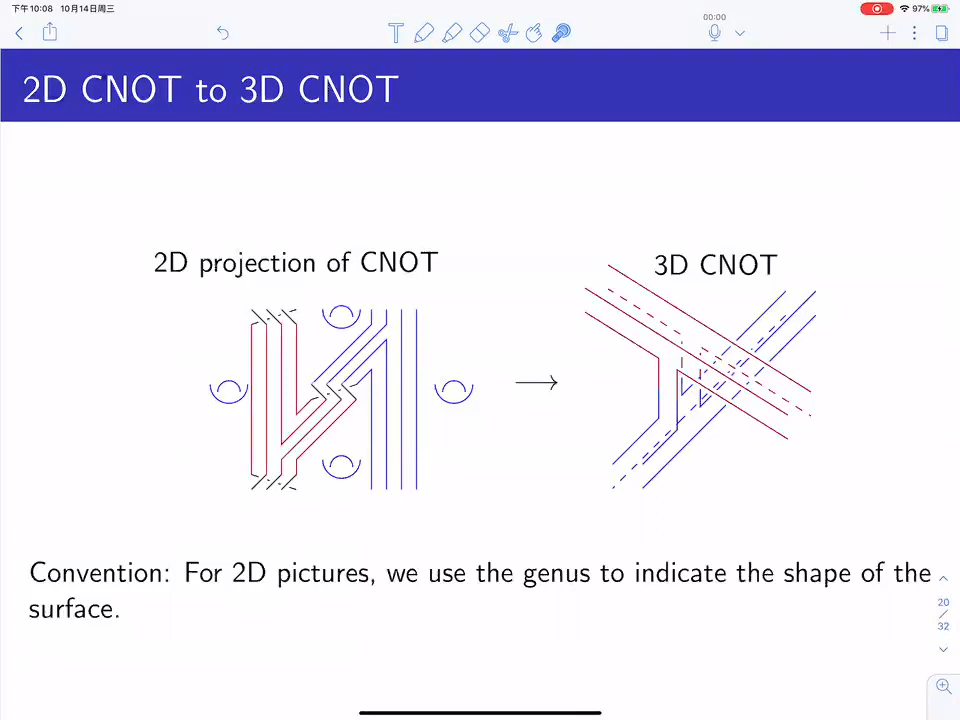 下午10:08 10月14日周三
97%
00:00
2D CNOT to 3D CNOT
2D projection of CNOT
3D CNOT
Convention: For 2D pictures, we use the genus to indicate the shape of the
surface.
20
/
32